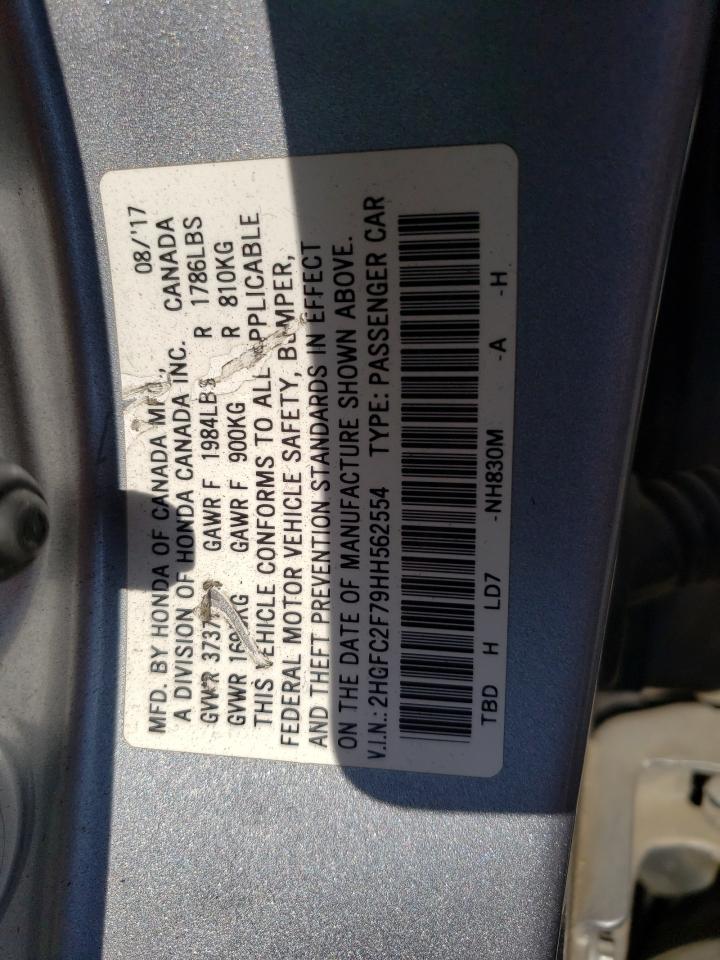 08/'17
MFD. BY HONDA OF CANADA MFG.,
A DIVISION OF HONDA CANADA INC. CANADA
GVWR GAWR F 1984LBS R 1786LBS
GVWR GAWR F 900KG R 810KG
THIS VEHICLE CONFORMS TO ALL APPLICABLE
FEDERAL MOTOR VEHICLE SAFETY, BUMPER,
AND THEFT PREVENTION STANDARDS IN EFFECT
ON THE DATE OF MANUFACTURE SHOWN ABOVE.
V.I.N.: 2HGFC2F79HH562554 TYPE: PASSENGER CAR
TBD H LD7 -NH830M -A -H